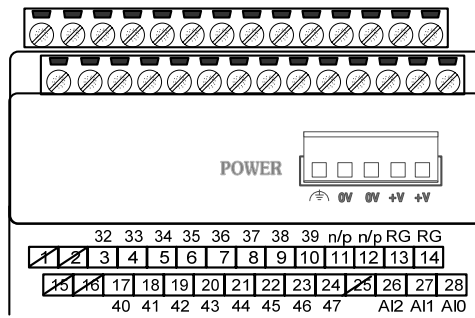 POWER
0V 0V +V +V
32 33 34 35 36 37 38 39 n/p n/p RG RG
1 2 3 4 5 6 7 8 9 10 11 12 13 14
15 16 17 18 19 20 21 22 23 24 25 26 27 28
40 41 42 43 44 45 46 47 AI2 AI1 AI0